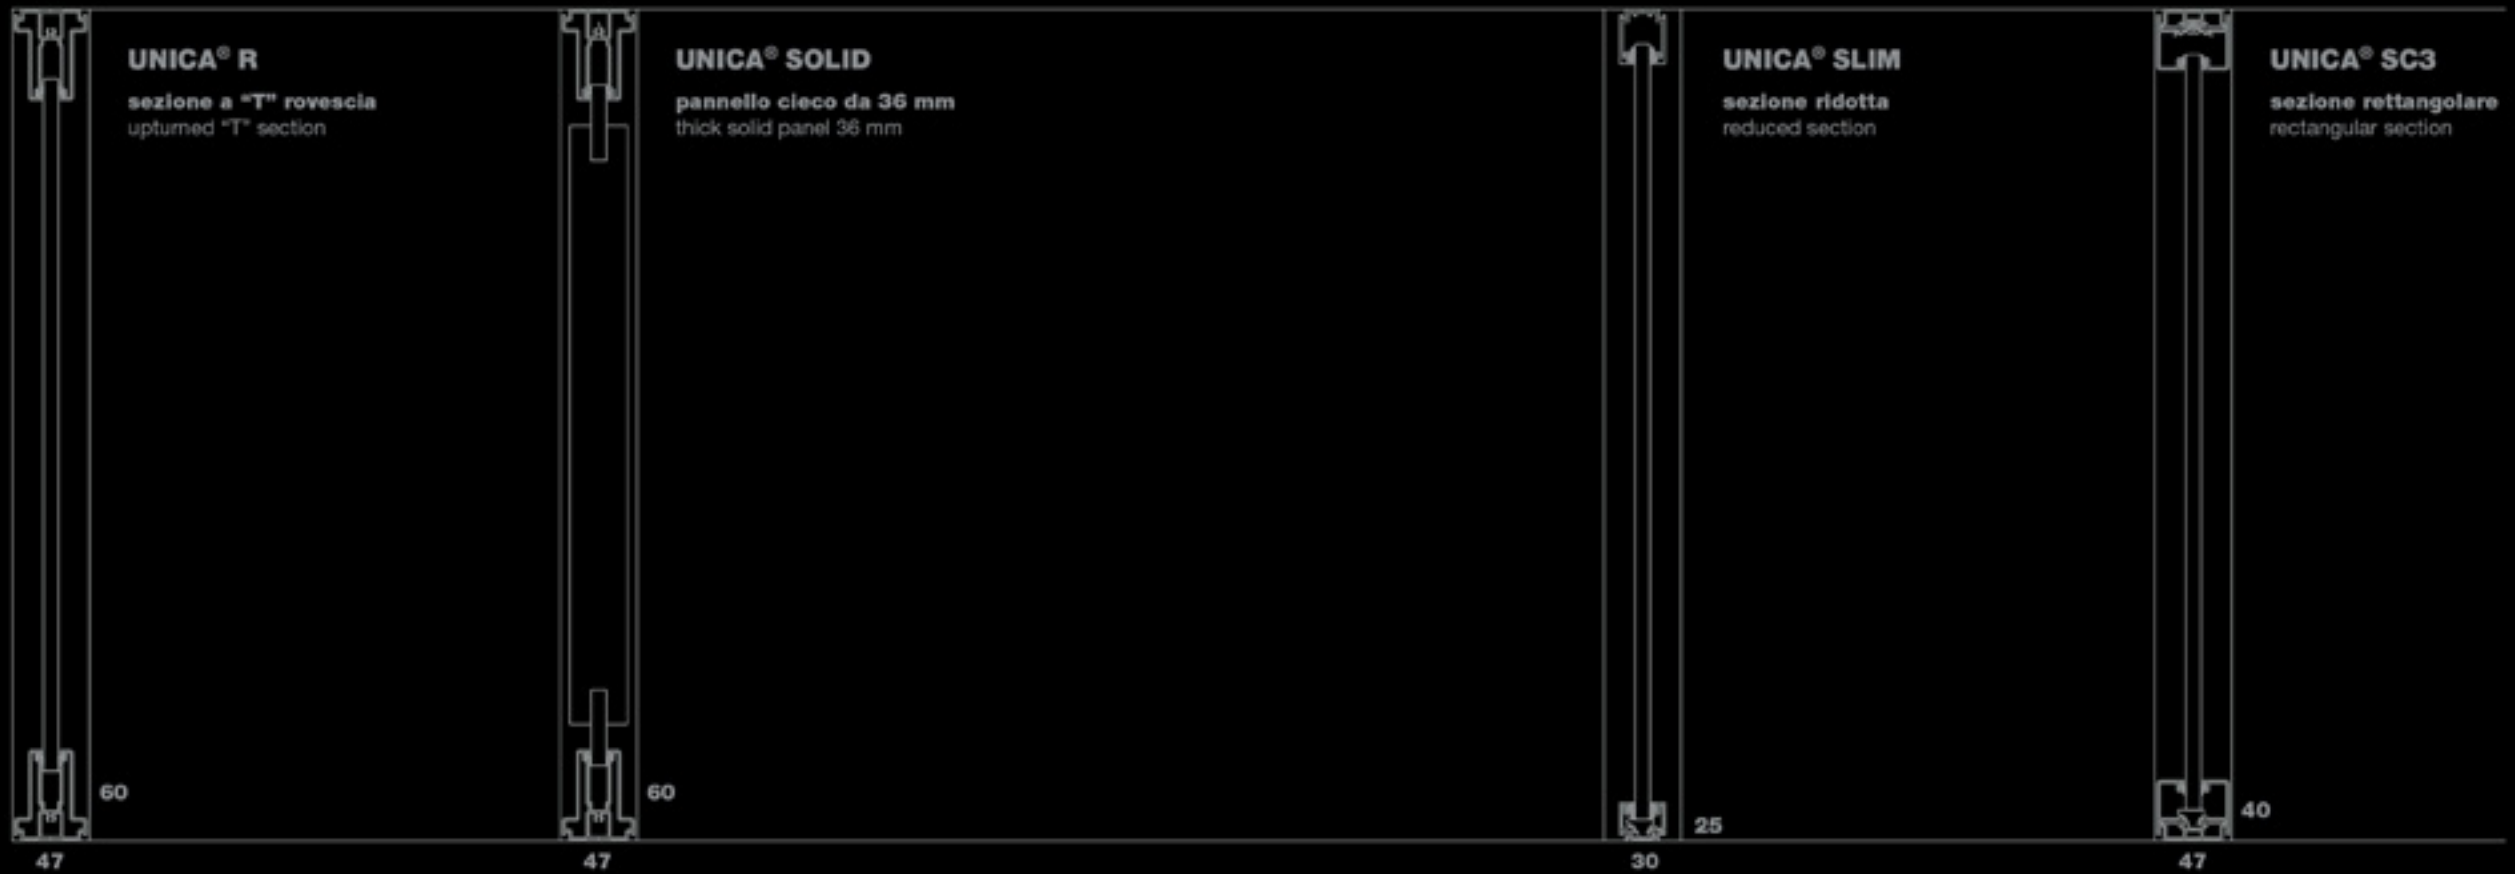 UNICA® R
sezione a “T” rovescia
upturned “T” section
60
47
UNICA® SOLID
pannello cieco da 36 mm
thick solid panel 36 mm
60
47
UNICA® SLIM
sezione ridotta
reduced section
25
30
UNICA® SC3
sezione rettangolare
rectangular section
40
47